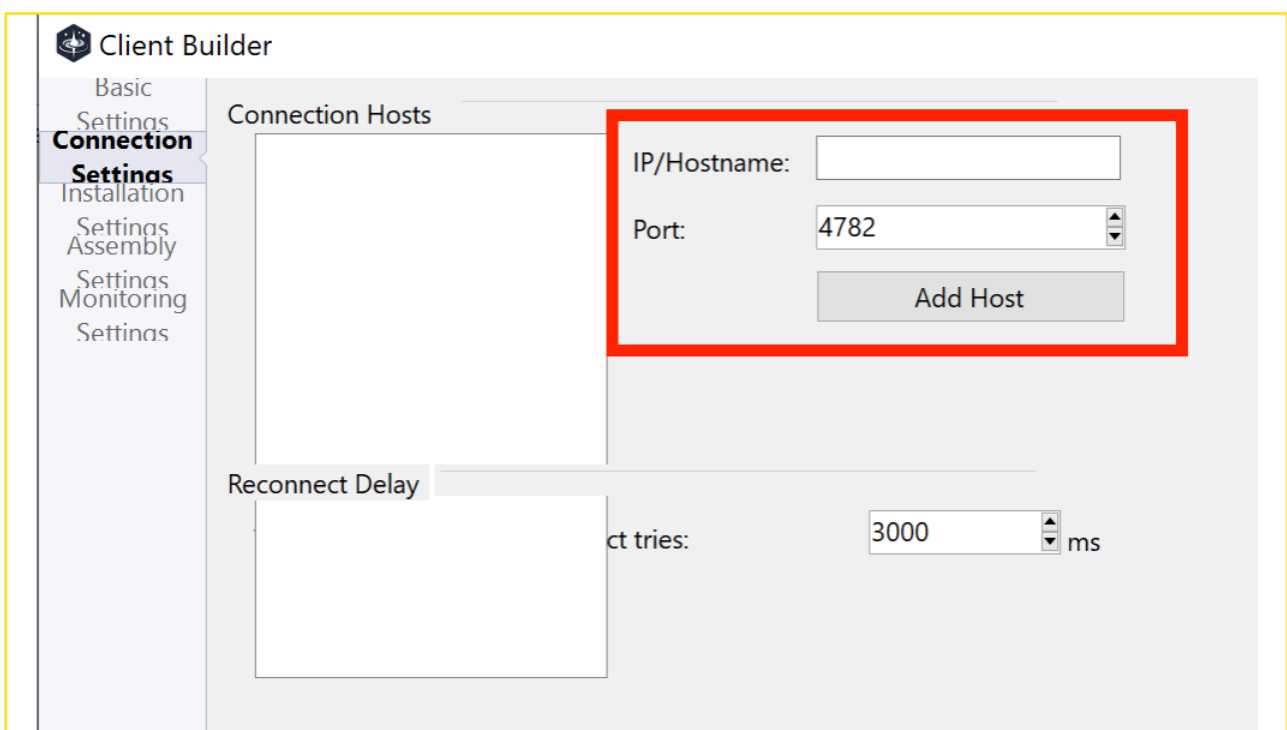 Client Builder
Basic
Settings
Connection
Settings
Installation
Settings
Assembly
Settings
Monitoring
Settings
Connection Hosts
IP/Hostname:
Port:
4782
Add Host
Reconnect Delay
ct tries:
3000
ms